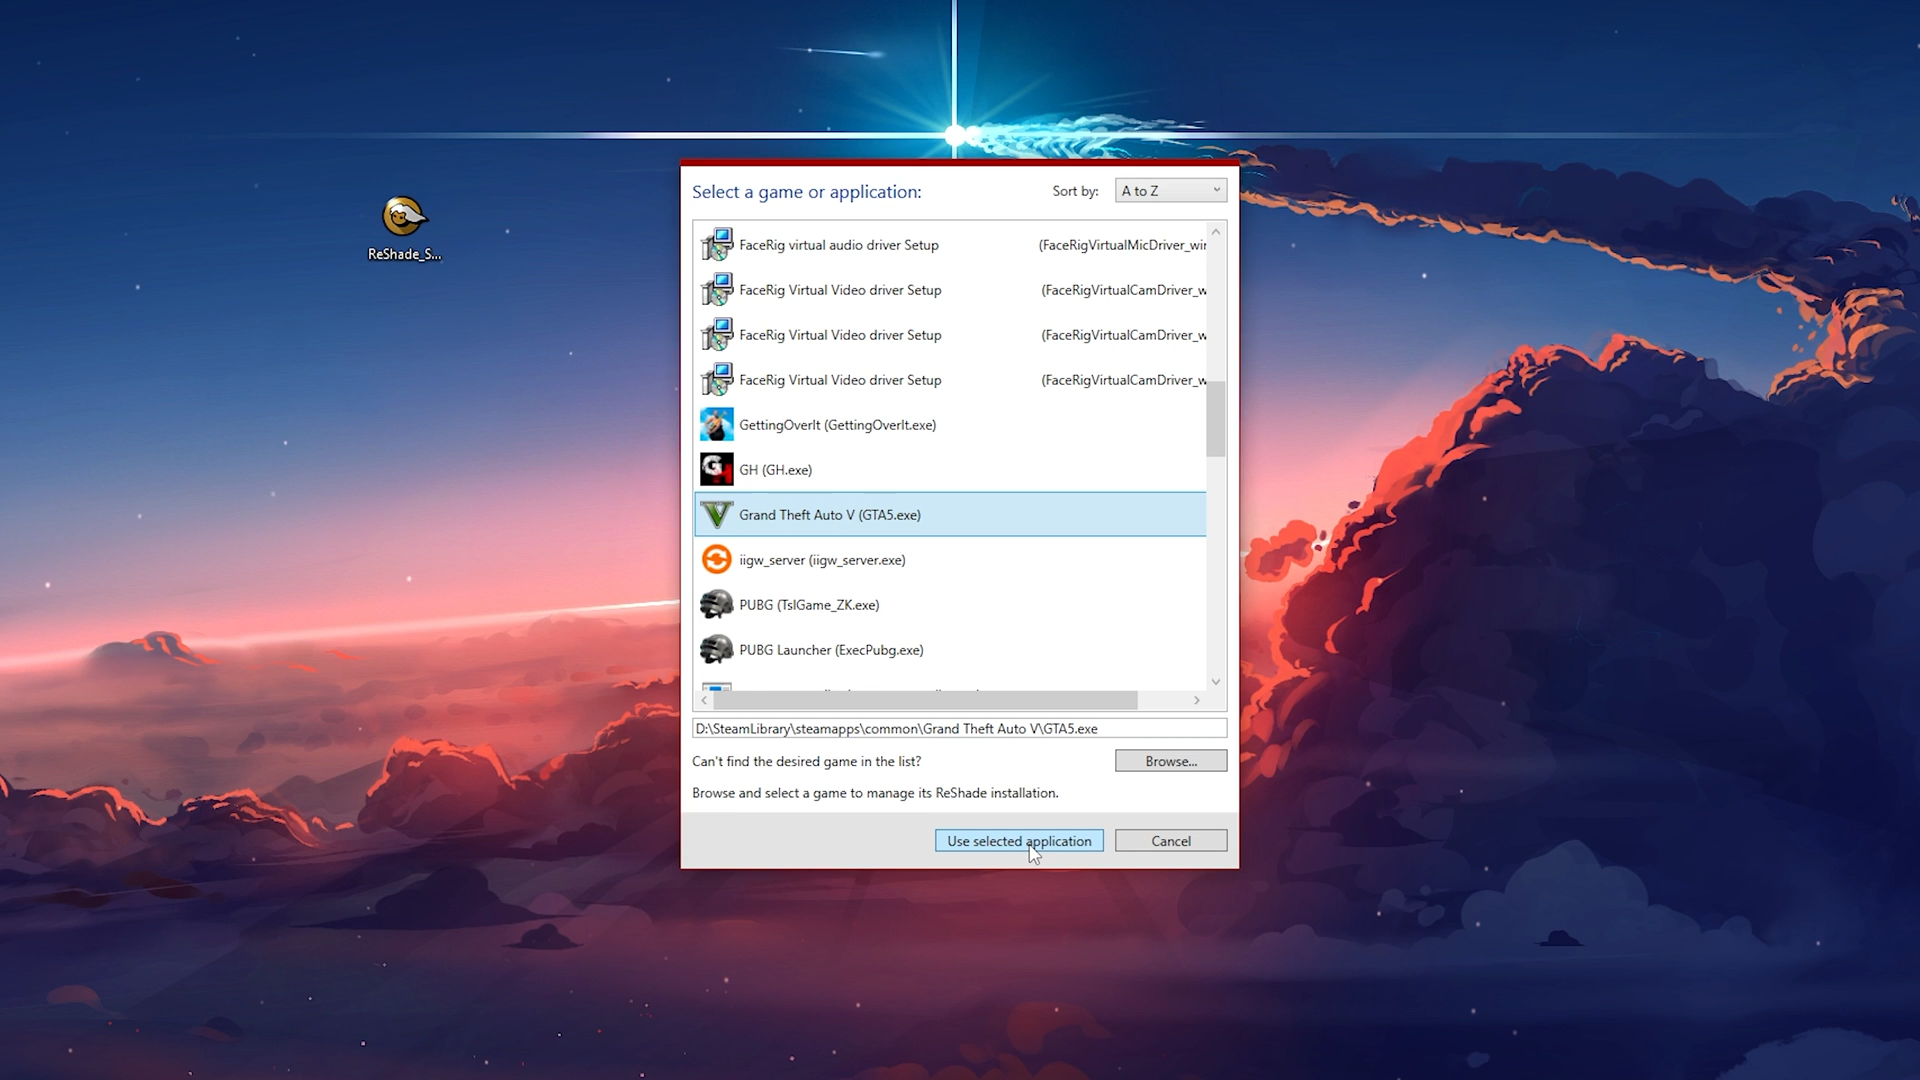 Select a game or application:
Sort by:
A to Z
ReShade_S...
FaceRig virtual audio driver Setup (FaceRigVirtualMicDriver_wir
FaceRig Virtual Video driver Setup (FaceRigVirtualCamDriver_w
FaceRig Virtual Video driver Setup (FaceRigVirtualCamDriver_w
FaceRig Virtual Video driver Setup (FaceRigVirtualCamDriver_w
GettingOverIt (GettingOverIt.exe)
GH (GH.exe)
Grand Theft Auto V (GTA5.exe)
iigw_server (iigw_server.exe)
PUBG (TslGame_ZK.exe)
PUBG Launcher (ExecPubg.exe)
D:\SteamLibrary\steamapps\common\Grand Theft Auto V\GTA5.exe
Can't find the desired game in the list?
Browse...
Browse and select a game to manage its ReShade installation.
Use selected application
Cancel